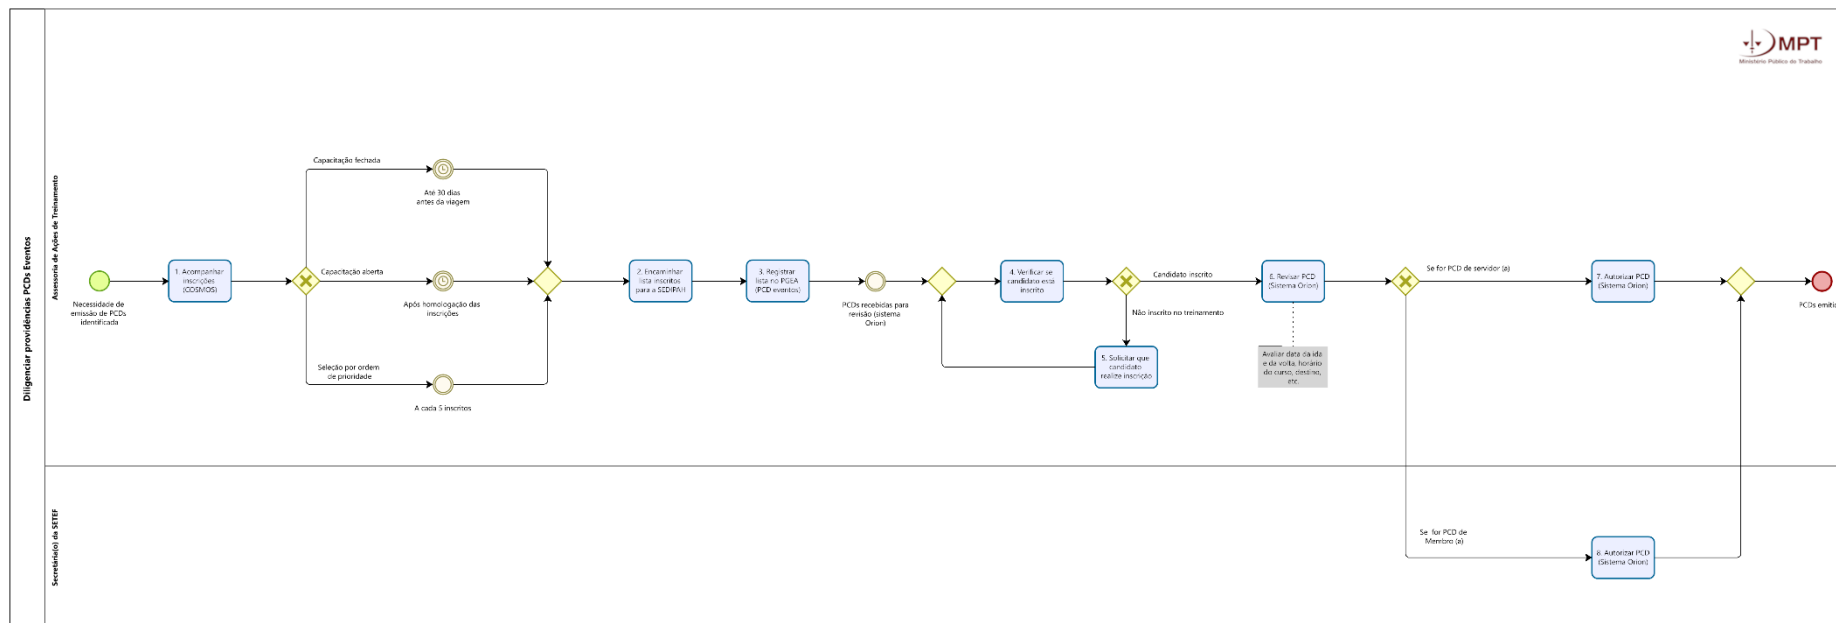 MPT
Ministério Público do Trabalho
Diligenciar providências PCDs Eventos
Assessoria de Ações de Treinamento
Necessidade de
emissão de PCDs
identificada
1. Acompanhar
inscrições
(COSMOS)
Capacitação fechada
Até 30 dias
antes da viagem
Capacitação aberta
Após homologação das
inscrições
Seleção por ordem
de prioridade
A cada 5 inscritos
2. Encaminhar
lista inscritos
para a
3. Registrar
lista no PGEA
(PCD eventos)
PCDs recebidas para
revisão (sistema
Orion)
4. Verificar se
candidato está
inscrito
Candidato inscrito
Não inscrito no treinamento
5. Solicitar que
candidato
realize inscrição
6. Revisar PCD
(Sistema Orion)
Avaliar data da ida
e da volta, horário
do curso, destino,
etc.
Se for PCD de servidor (a)
7. Autorizar PCD
(Sistema Orion)
PCDs emitid
Secretária(o) da SETEF
Se for PCD de
Membro (a)
8. Autorizar PCD
(Sistema Orion)